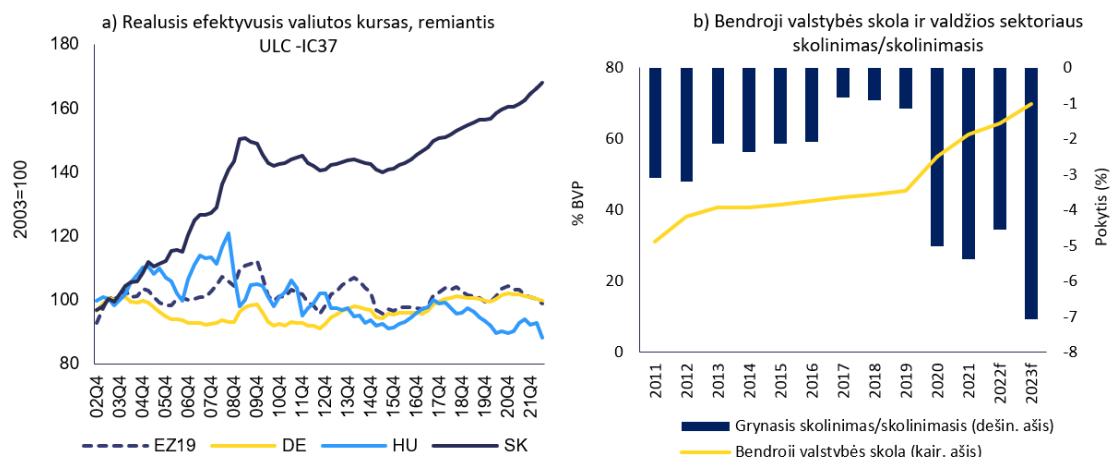 a) Realusis efektyvusis valiutos kursas, remiantis
ULC -IC37
180
160
140
120
100
80
2003=100
02Q4
03Q4
04Q4
05Q4
06Q4
07Q4
08Q4
09Q4
10Q4
11Q4
12Q4
13Q4
14Q4
15Q4
16Q4
17Q4
18Q4
19Q4
20Q4
21Q4
EZ19
DE
HU
SK
b) Bendroji valstybės skola ir valdžios sektoriaus
skolinimas/skolinimasis
80
60
40
20
0
% BVP
0
-1
-2
-3
-4
-5
-6
-7
-8
Pokytis (%)
2011
2012
2013
2014
2015
2016
2017
2018
2019
2020
2021
2022f
2023f
Grynasis skolinimas/skolinimasis (dešin. ašis)
Bendroji valstybės skola (kair. ašis)